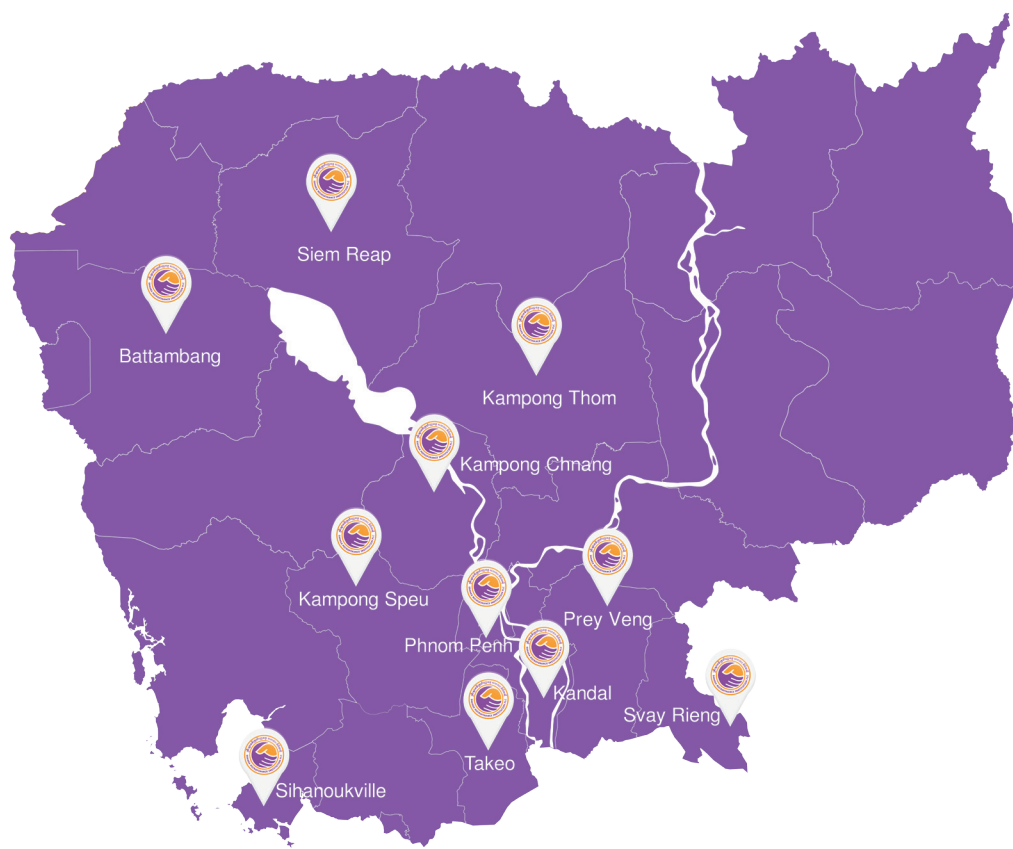 Siem Reap
Battambang
Kampong Thom
Kampong Chnang
Kampong Speu
Prey Veng
Phnom Penh
Kandal
Svay Rieng
Takeo
Sihanoukville